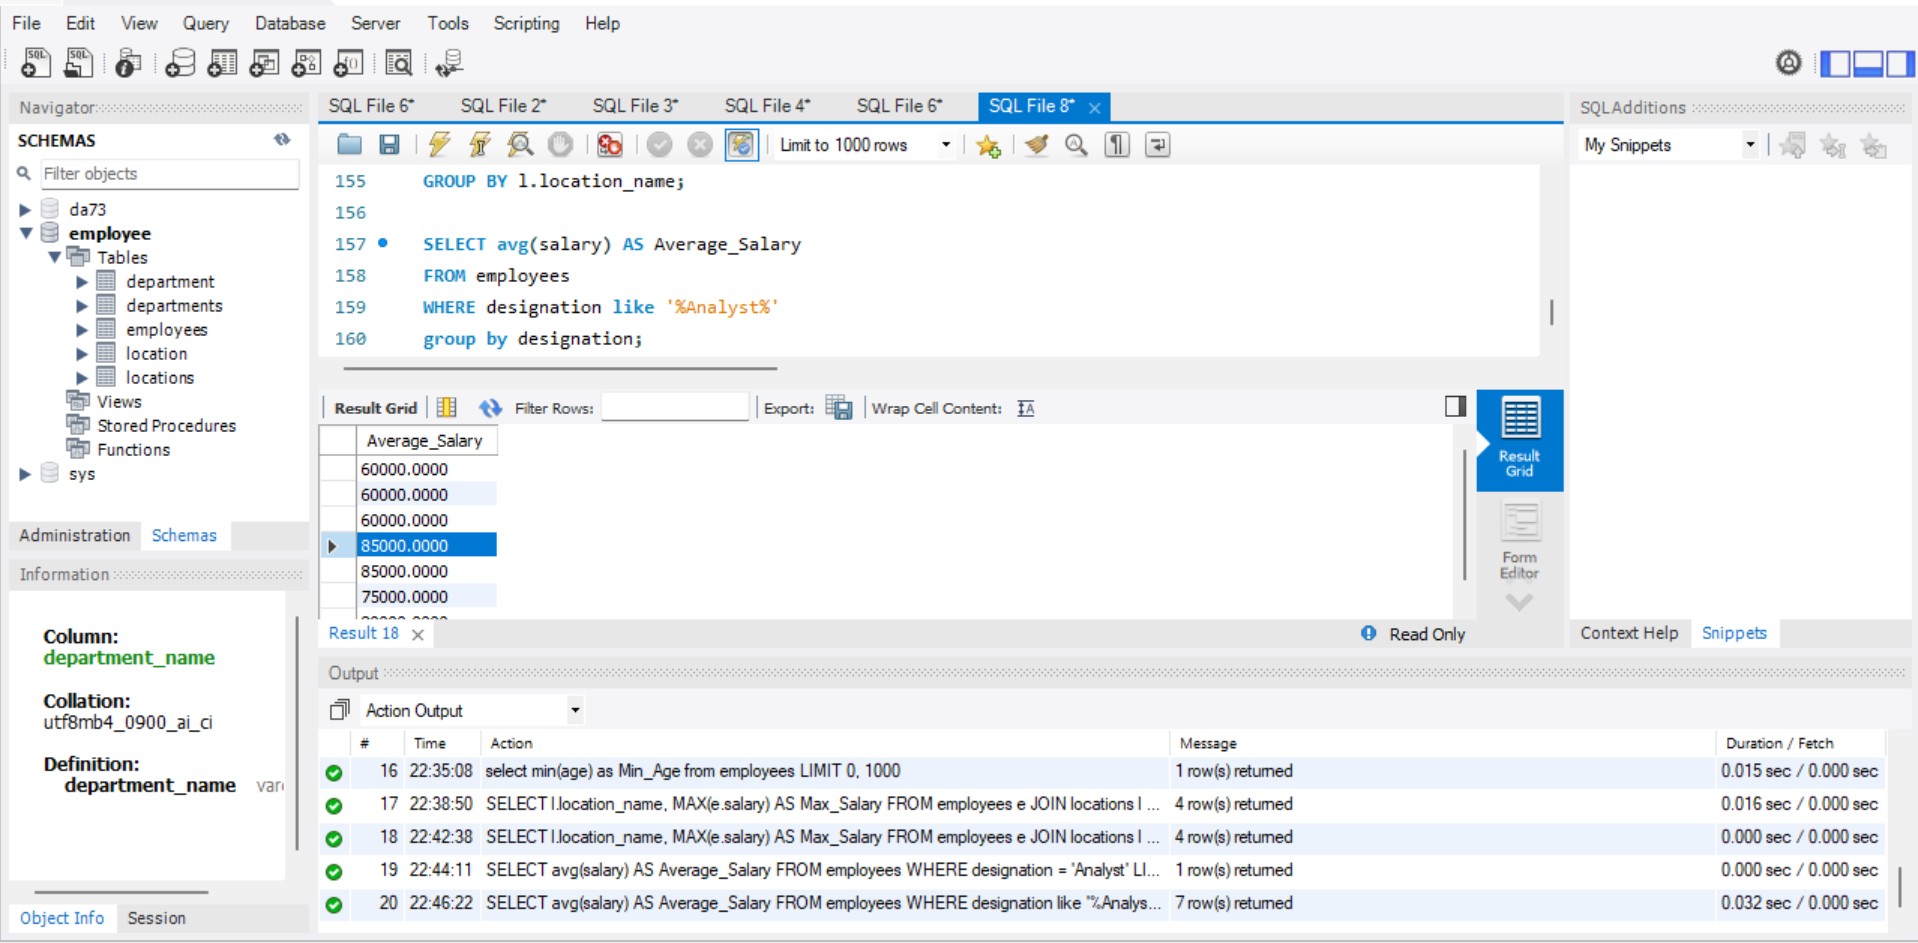 File Edit View Query Database Server Tools Scripting Help
Navigator
SCHEMAS
Filter objects
da73
employee
Tables
department
departments
employees
location
locations
Views
Stored Procedures
Functions
sys
Administration Schemas
Information
Column:
department_name
Collation:
utf8mb4_0900_ai_ci
Definition:
department_name
Object Info Session
SQL File 6* SQL File 2* SQL File 3* SQL File 4* SQL File 6* SQL File 8*
Limit to 1000 rows
155 GROUP BY l.location_name;
156
157 SELECT avg(salary) AS Average_Salary
158 FROM employees
159 WHERE designation like '%Analyst%'
160 group by designation;
Result Grid Filter Rows: Export: Wrap Cell Content:
Average_Salary
60000.0000
60000.0000
60000.0000
85000.0000
85000.0000
75000.0000
Result 18
Read Only
Result
Grid
Form
Editor
SQLAdditions
My Snippets
Context Help Snippets
Output
Action Output
# Time Action Message Duration / Fetch
16 22:35:08 select min(age) as Min_Age from employees LIMIT 0, 1000 1 row(s) returned 0.015 sec / 0.000 sec
17 22:38:50 SELECT l.location_name, MAX(e.salary) AS Max_Salary FROM employees e JOIN locations l ... 4 row(s) returned 0.016 sec / 0.000 sec
18 22:42:38 SELECT l.location_name, MAX(e.salary) AS Max_Salary FROM employees e JOIN locations l ... 4 row(s) returned 0.000 sec / 0.000 sec
19 22:44:11 SELECT avg(salary) AS Average_Salary FROM employees WHERE designation = 'Analyst' LI... 1 row(s) returned 0.000 sec / 0.000 sec
20 22:46:22 SELECT avg(salary) AS Average_Salary FROM employees WHERE designation like '%Analys... 7 row(s) returned 0.032 sec / 0.000 sec